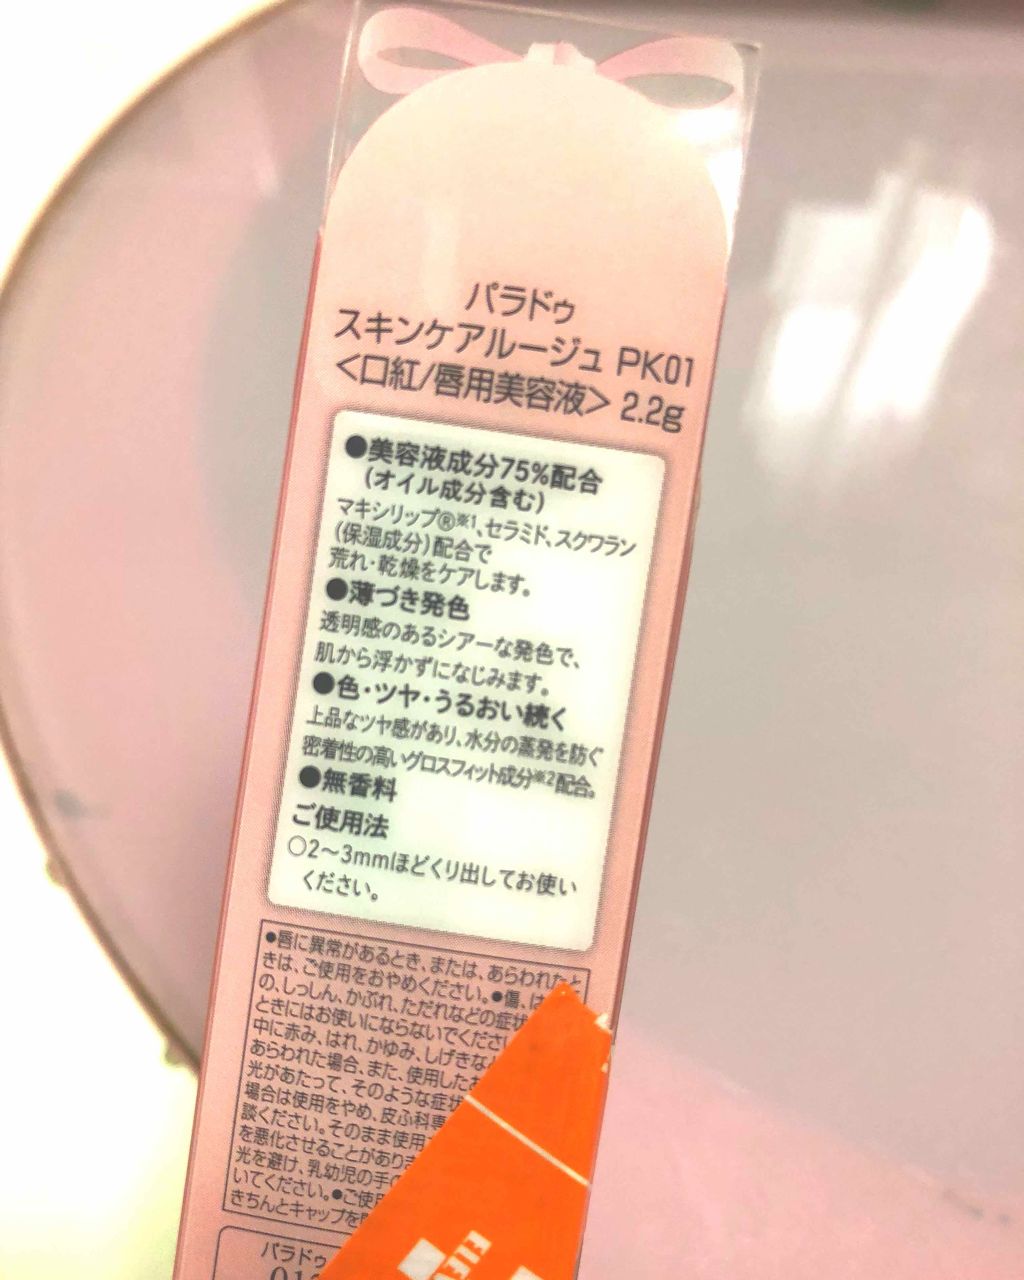 パラドゥ
スキンケアルージュ PK01
<口紅/唇用美容液> 2.2g
●美容液成分75%配合
(オイル成分含む)
マキシリップ®※1、セラミド、スクワラン
(保湿成分)配合で
荒れ・乾燥をケアします。
●薄づき発色
透明感のあるシアーな発色で、
肌から浮かずになじみます。
●色・ツヤ・うるおい続く
上品なツヤ感があり、水分の蒸発を防ぐ
密着性の高いグロスフィット成分※2配合。
●無香料
ご使用法
○2〜3mmほどくり出してお使い
ください。
●唇に異常があるとき、または、あらわれたと
きは、ご使用をおやめください。●傷、は
の、しっしん、かぶれ、ただれなどの症状
ときにはお使いにならないでくださ
中に赤み、はれ、かゆみ、しげきな
あらわれた場合、また、使用した
光があたって、そのような症状
場合は使用をやめ、皮ふ科専
談ください。そのまま使用
を悪化させることがありま
光を避け、乳幼児の手の
いてください。●ご使用
きちんとキャップを
パラドゥ